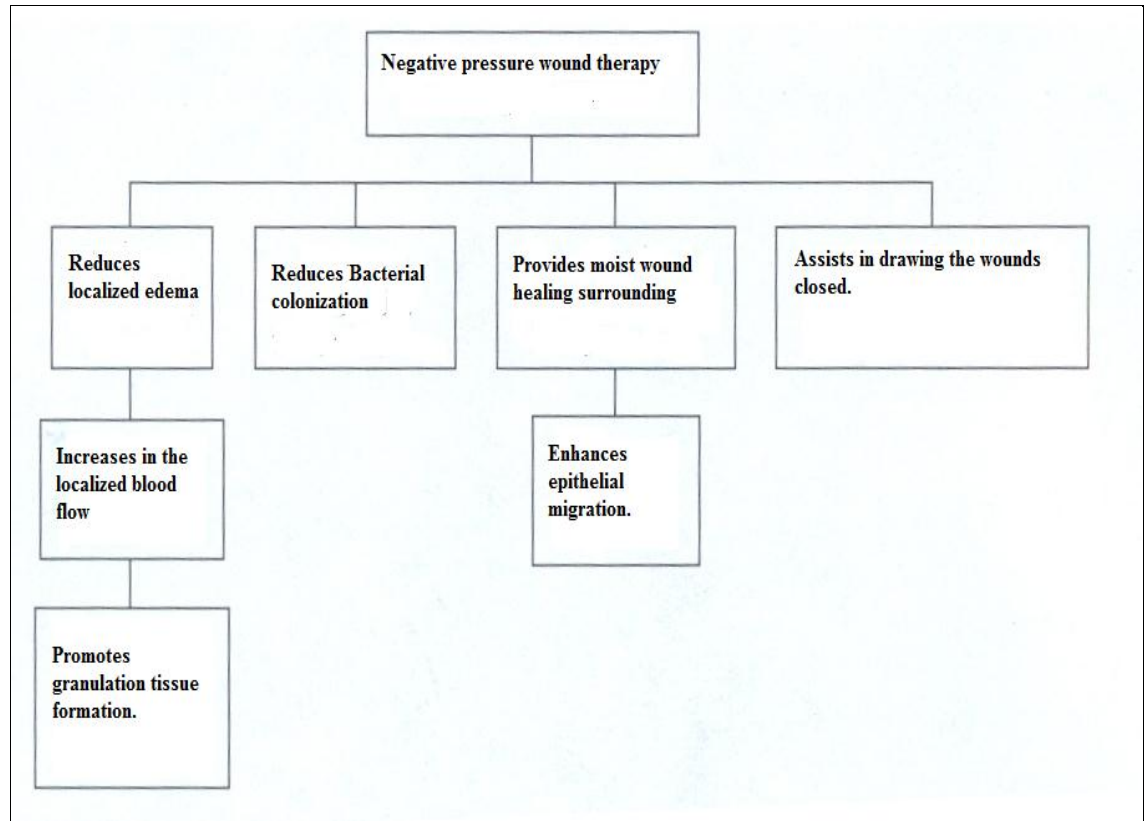 Negative pressure wound therapy
Reduces
localized edema
Reduces Bacterial
colonization
Provides moist wound
healing surrounding
Assists in drawing the wounds
closed.
Increases in the
localized blood
flow
Enhances
epithelial
migration.
Promotes
granulation tissue
formation.